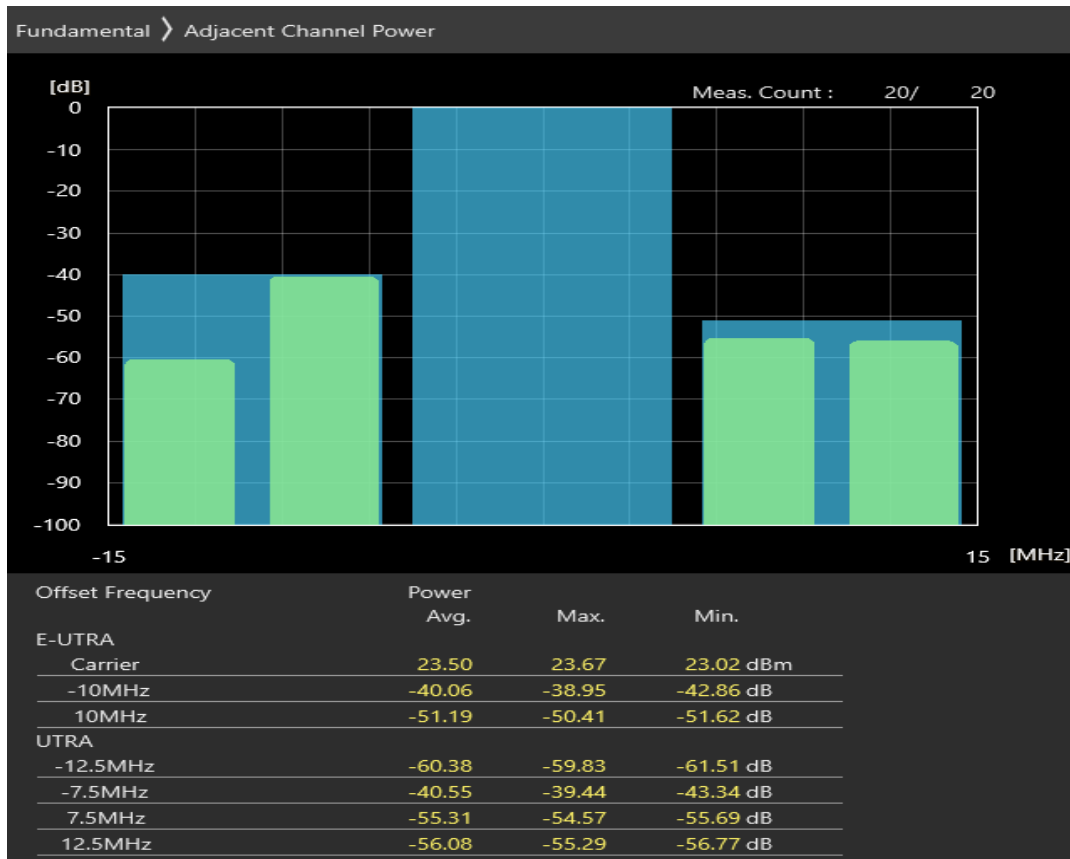 Fundamental ❯ Adjacent Channel Power
[dB]
Meas. Count : 20/ 20
0
-10
-20
-30
-40
-50
-60
-70
-80
-90
-100
-15 15 [MHz]
Offset Frequency Power
Avg. Max. Min.
E-UTRA
Carrier 23.50 23.67 23.02 dBm
-10MHz -40.06 -38.95 -42.86 dB
10MHz -51.19 -50.41 -51.62 dB
UTRA
-12.5MHz -60.38 -59.83 -61.51 dB
-7.5MHz -40.55 -39.44 -43.34 dB
7.5MHz -55.31 -54.57 -55.69 dB
12.5MHz -56.08 -55.29 -56.77 dB